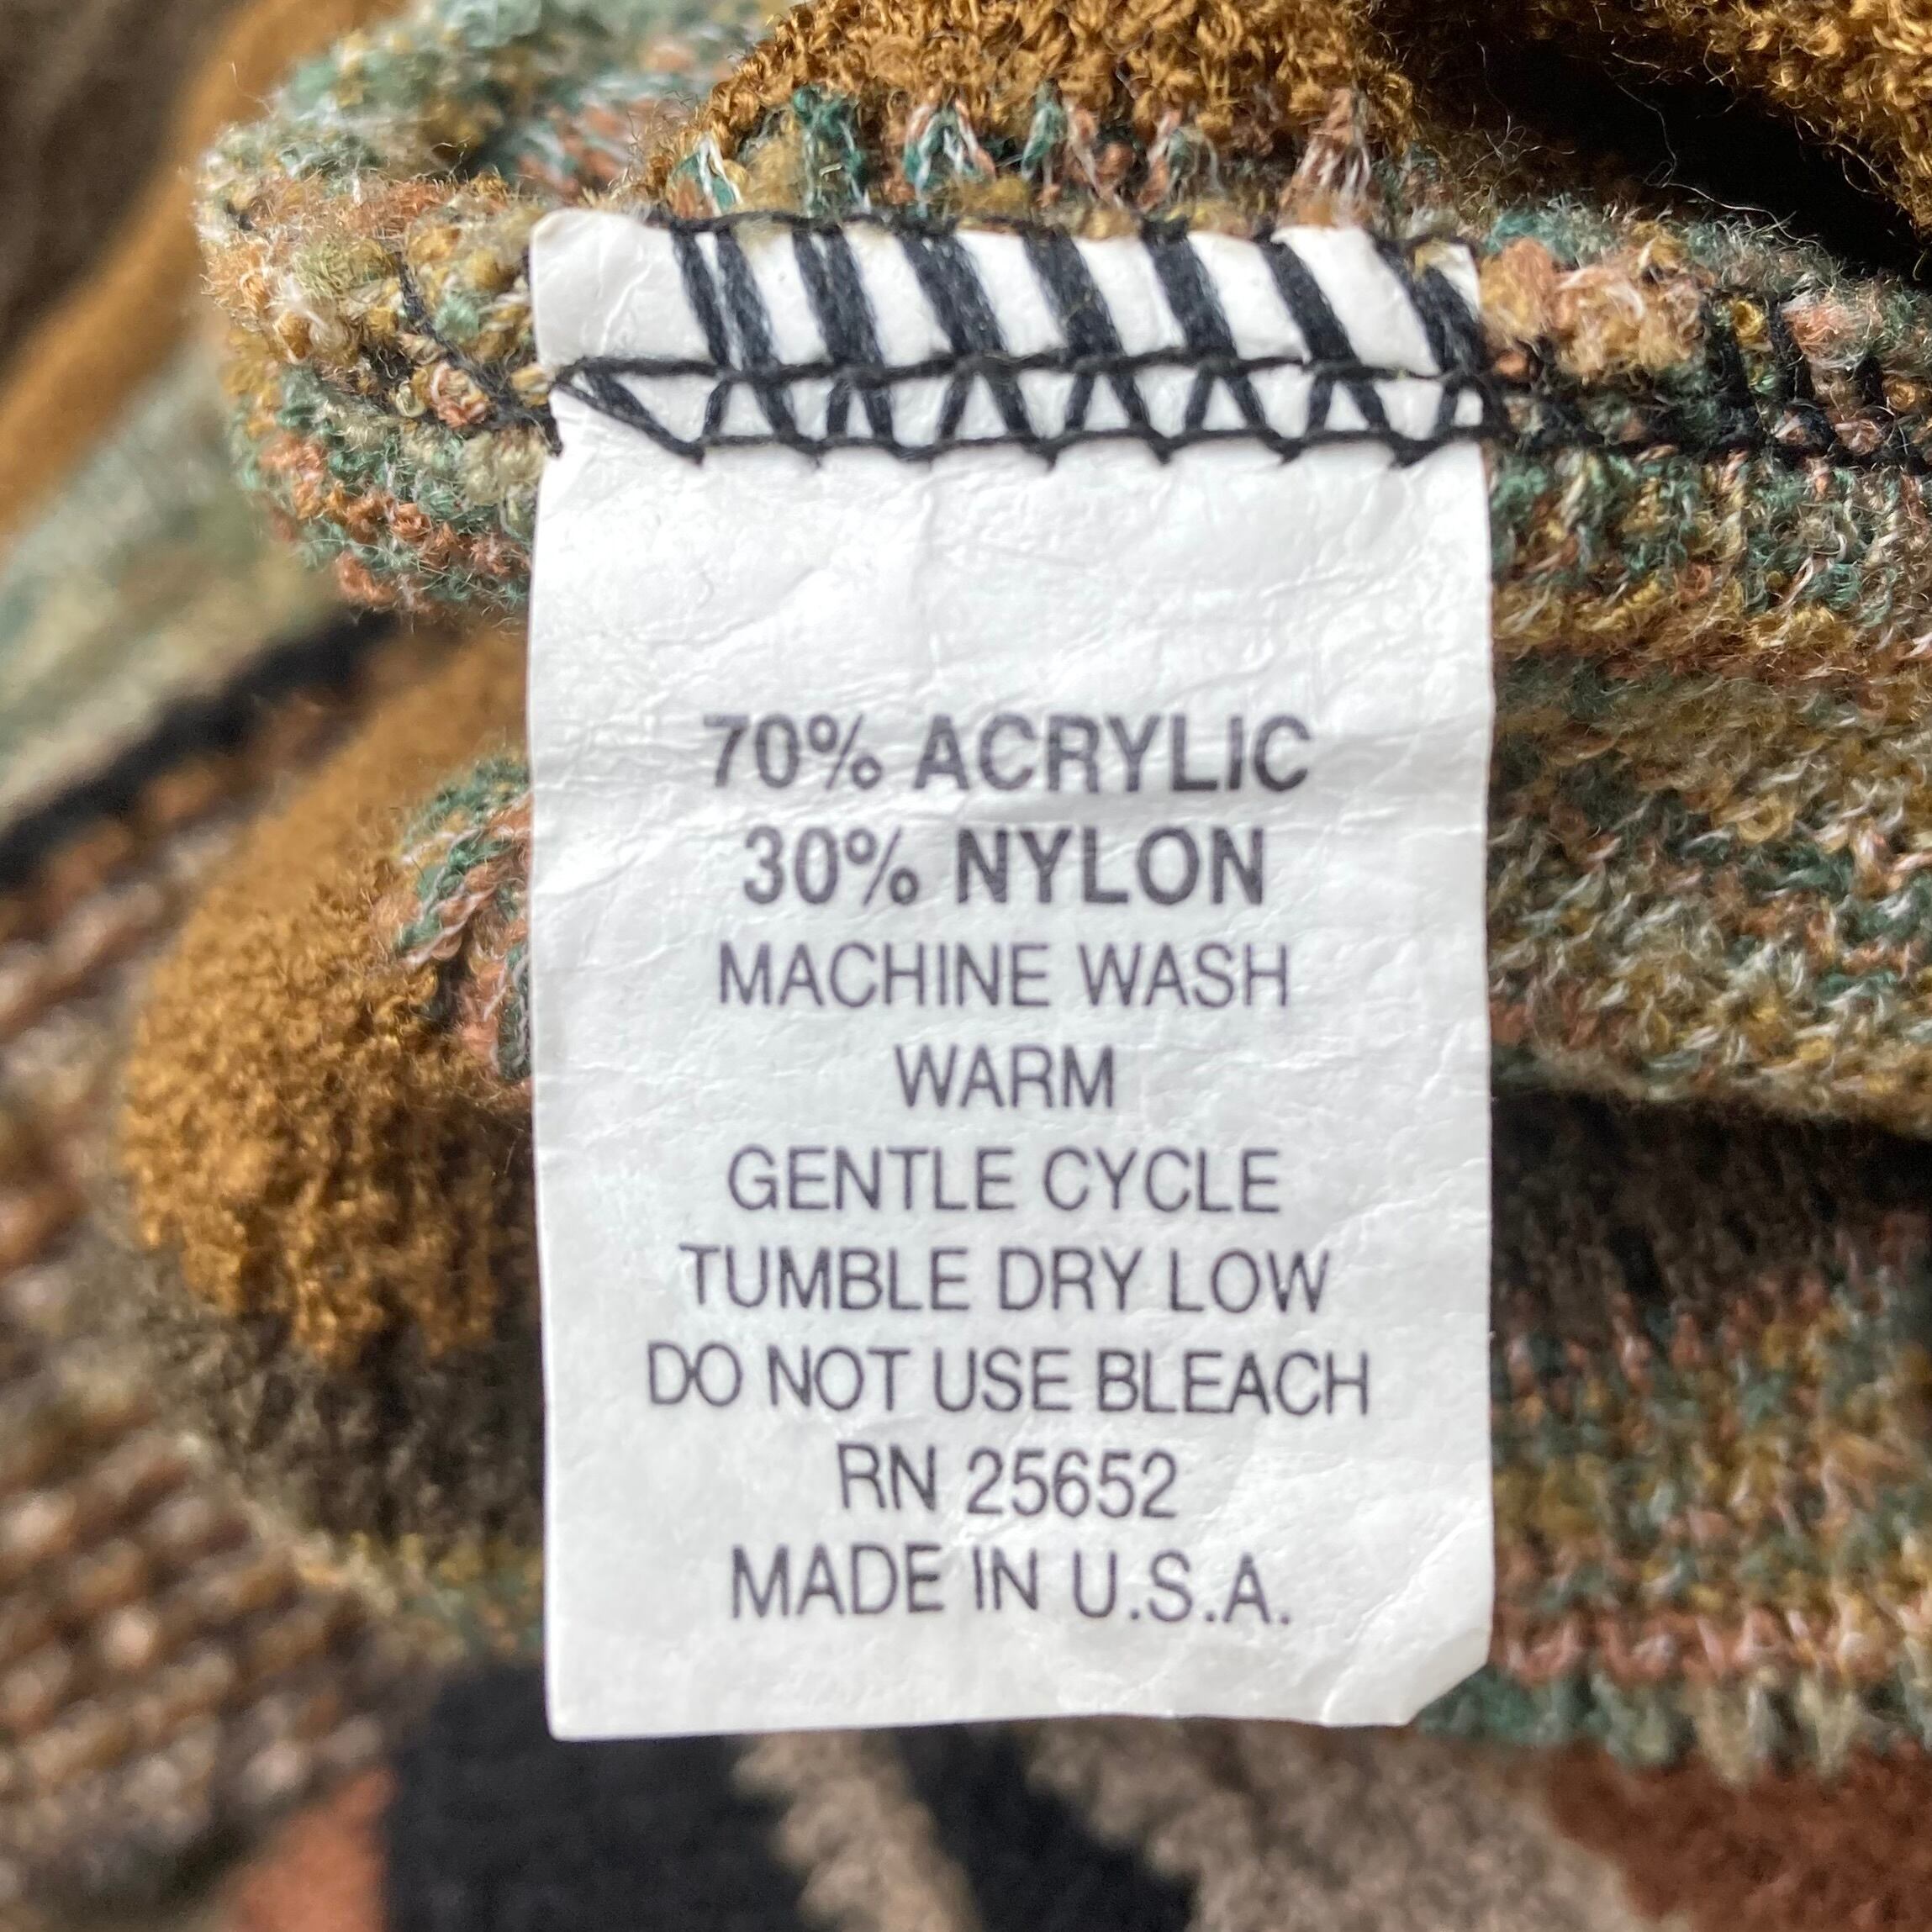 70% ACRYLIC
30% NYLON
MACHINE WASH
WARM
GENTLE CYCLE
TUMBLE DRY LOW
DO NOT USE BLEACH
RN 25652
MADE IN U.S.A.